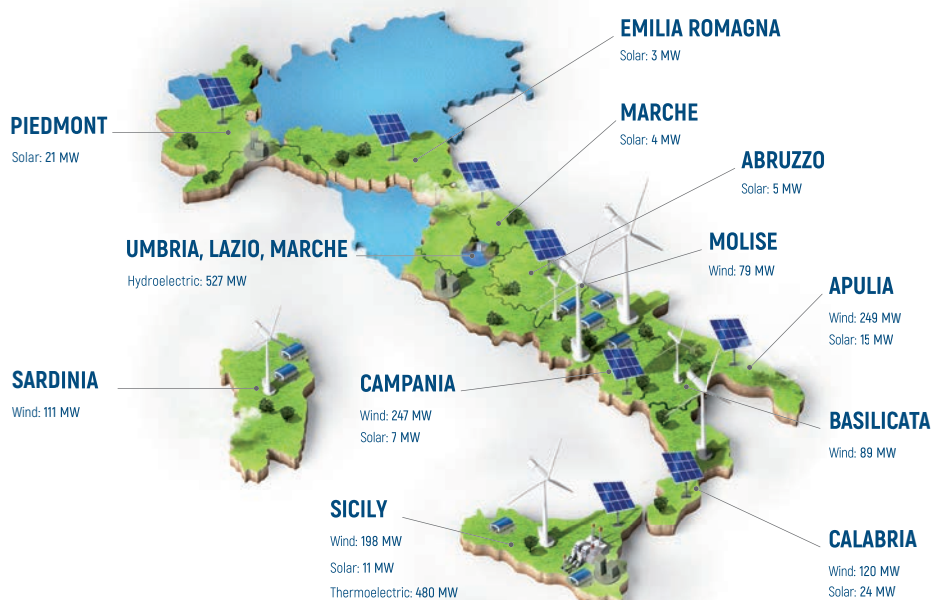 EMILIA ROMAGNA
Solar: 3 MW
MARCHE
Solar: 4 MW
PIEDMONT
Solar: 21 MW
ABRUZZO
Solar: 5 MW
UMBRIA, LAZIO, MARCHE
Hydroelectric: 527 MW
MOLISE
Wind: 79 MW
APULIA
Wind: 249 MW
Solar: 15 MW
SARDINIA
Wind: 111 MW
CAMPANIA
Wind: 247 MW
Solar: 7 MW
BASILICATA
Wind: 89 MW
SICILY
Wind: 198 MW
Solar: 11 MW
Thermoelectric: 480 MW
CALABRIA
Wind: 120 MW
Solar: 24 MW